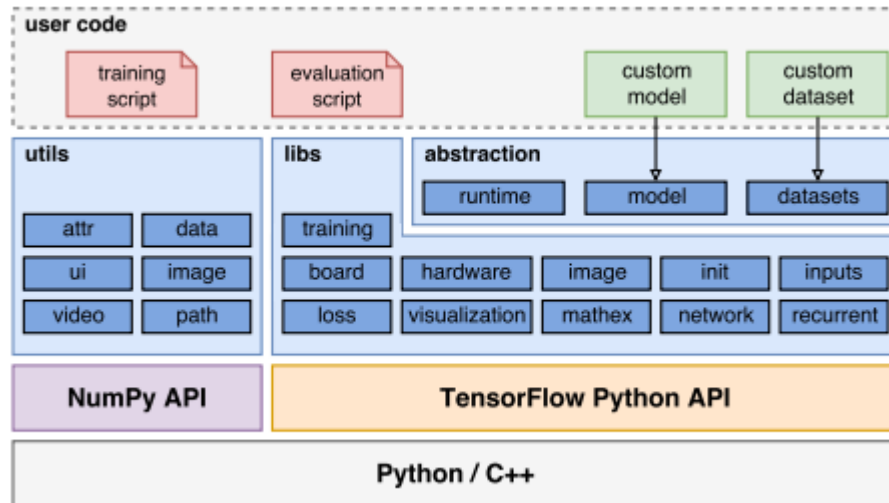 user code
training
script
evaluation
script
custom
model
custom
dataset
utils
attr
data
ui
image
video
path
libs
training
board
hardware
image
init
inputs
loss
visualization
mathex
network
recurrent
abstraction
runtime
model
datasets
NumPy API
TensorFlow Python API
Python / C++